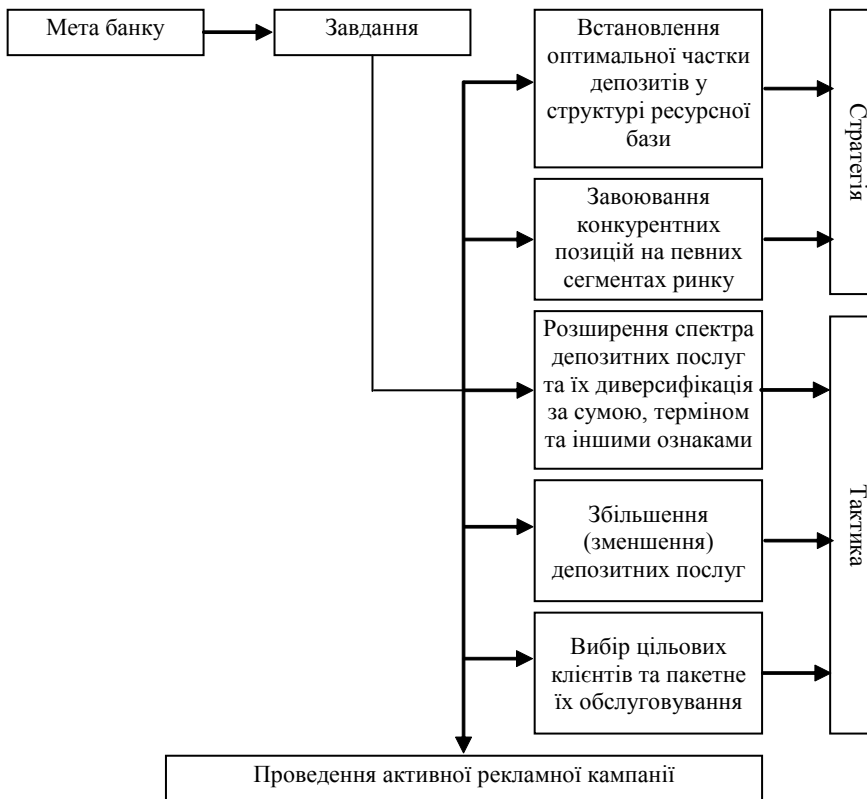 Мета банку
Завдання
Встановлення
оптимальної частки
депозитів у
структурі ресурсної
бази
Завоювання
конкурентних
позицій на певних
сегментах ринку
Стратегія
Розширення спектра
депозитних послуг
та їх диверсифікація
за сумою, терміном
та іншими ознаками
Збільшення
(зменшення)
депозитних послуг
Вибір цільових
клієнтів та пакетне
їх обслуговування
Тактика
Проведення активної рекламної кампанії